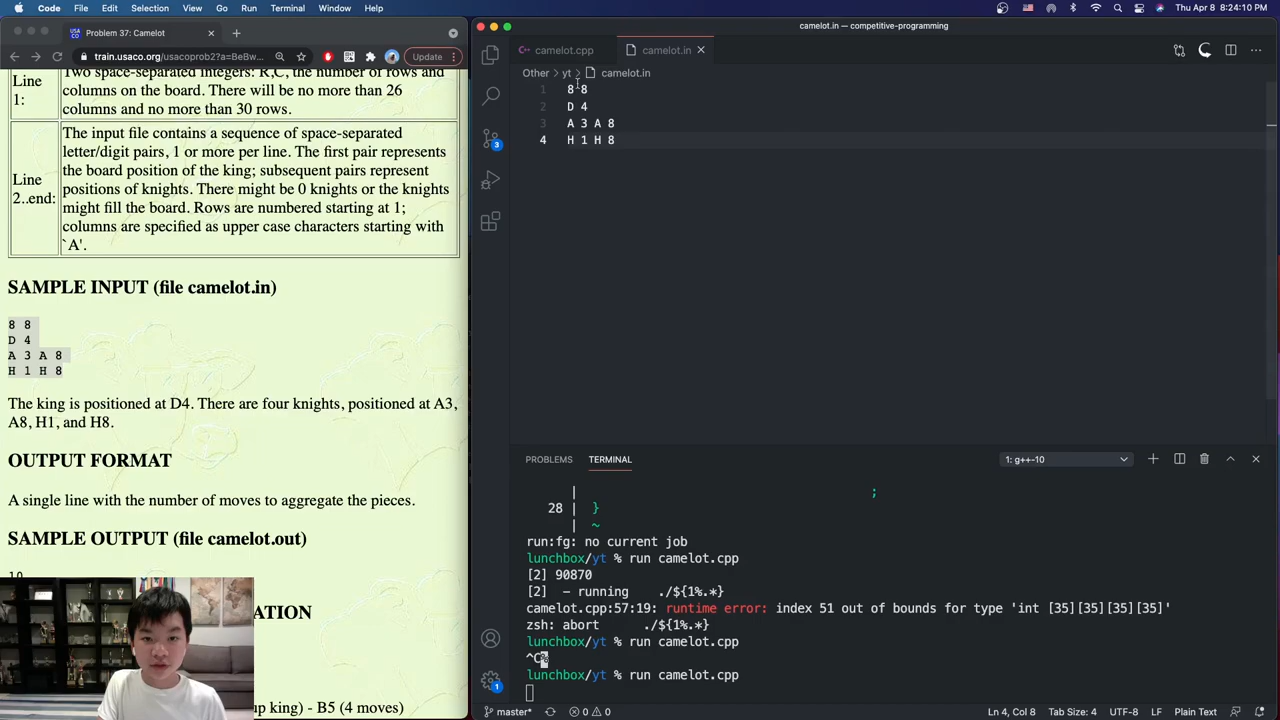 Code File Edit Selection View Go Run Terminal Window Help
Thu Apr 8 8:24:10 PM
Problem 37: Camelot
train.usaco.org/usacoprob2?a=BeBw...
Update
Two space-separated integers: R,C, the number of rows and
Line 1:
columns on the board. There will be no more than 26
columns and no more than 30 rows.
The input file contains a sequence of space-separated
letter/digit pairs, 1 or more per line. The first pair represents
the board position of the king; subsequent pairs represent
Line 2..end:
positions of knights. There might be 0 knights or the knights
might fill the board. Rows are numbered starting at 1;
columns are specified as upper case characters starting with
`A'.
SAMPLE INPUT (file camelot.in)
8 8
D 4
A 3 A 8
H 1 H 8
The king is positioned at D4. There are four knights, positioned at A3,
A8, H1, and H8.
OUTPUT FORMAT
A single line with the number of moves to aggregate the pieces.
SAMPLE OUTPUT (file camelot.out)
10
ATION
up king) - B5 (4 moves)
camelot.in — competitive-programming
camelot.cpp
camelot.in
Other > yt > camelot.in
1 8 8
2 D 4
3 A 3 A 8
4 H 1 H 8
3
PROBLEMS TERMINAL
1: g++-10
| ;
28 | }
| ~
run:fg: no current job
lunchbox/yt % run camelot.cpp
[2] 90870
[2] - running ./${1%.*}
camelot.cpp:57:19: runtime error: index 51 out of bounds for type 'int [35][35][35][35]'
zsh: abort ./${1%.*}
lunchbox/yt % run camelot.cpp
^C%
lunchbox/yt % run camelot.cpp
1
master* 0 0
Ln 4, Col 8 Tab Size: 4 UTF-8 LF Plain Text